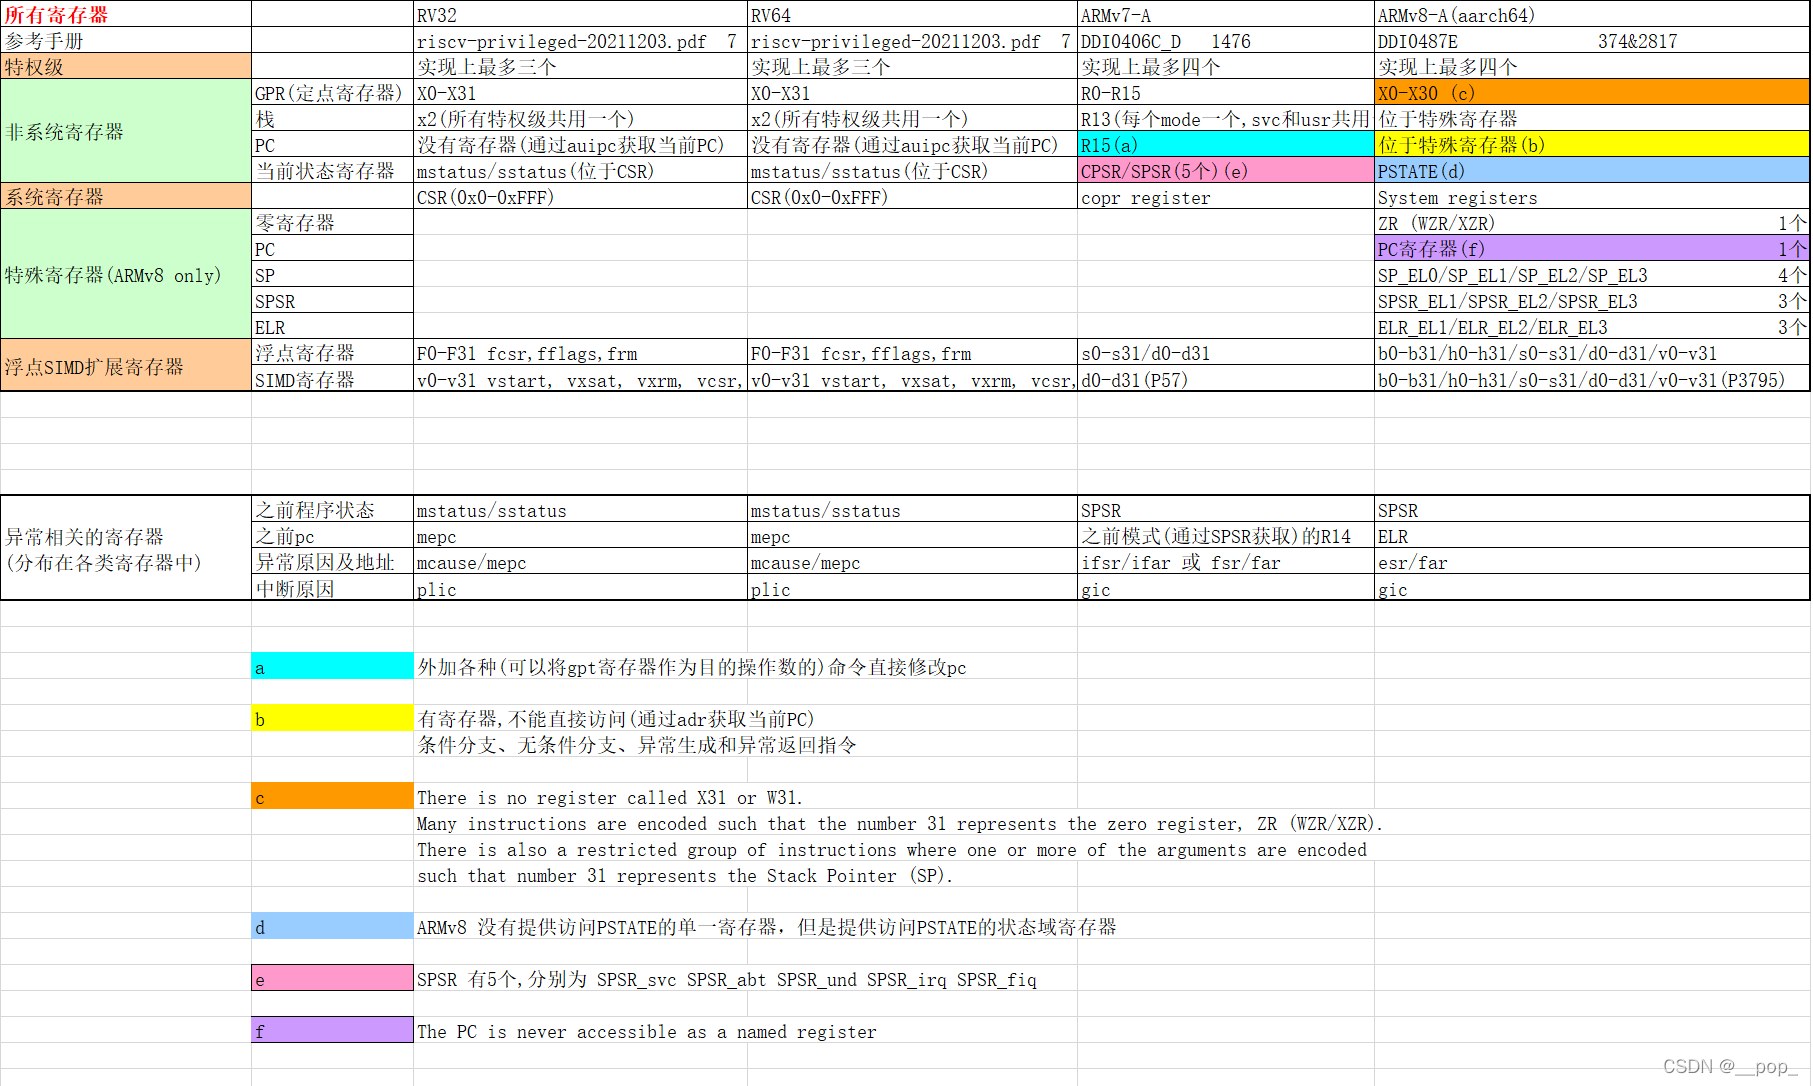 所有寄存器 RV32 RV64 ARMv7-A ARMv8-A(aarch64)
参考手册 riscv-privileged-20211203.pdf 7 riscv-privileged-20211203.pdf 7 DDI0406C_D 1476 DDI0487E 374&2817
特权级 实现上最多三个 实现上最多三个 实现上最多四个 实现上最多四个
非系统寄存器 GPR(定点寄存器) X0-X31 X0-X31 R0-R15 X0-X30 (c)
栈 x2(所有特权级共用一个) x2(所有特权级共用一个) R13(每个mode一个,svc和usr共用 位于特殊寄存器
PC 没有寄存器(通过auipc获取当前PC) 没有寄存器(通过auipc获取当前PC) R15(a) 位于特殊寄存器(b)
当前状态寄存器 mstatus/sstatus(位于CSR) mstatus/sstatus(位于CSR) CPSR/SPSR(5个)(e) PSTATE(d)
系统寄存器 CSR(0x0-0xFFF) CSR(0x0-0xFFF) copr register System registers
特殊寄存器(ARMv8 only) 零寄存器 ZR (WZR/XZR) 1个
PC PC寄存器(f) 1个
SP SP_EL0/SP_EL1/SP_EL2/SP_EL3 4个
SPSR SPSR_EL1/SPSR_EL2/SPSR_EL3 3个
ELR ELR_EL1/ELR_EL2/ELR_EL3 3个
浮点SIMD扩展寄存器 浮点寄存器 F0-F31 fcsr,fflags,frm F0-F31 fcsr,fflags,frm s0-s31/d0-d31 b0-b31/h0-h31/s0-s31/d0-d31/v0-v31
SIMD寄存器 v0-v31 vstart, vxsat, vxrm, vcsr, v0-v31 vstart, vxsat, vxrm, vcsr, d0-d31(P57) b0-b31/h0-h31/s0-s31/d0-d31/v0-v31(P3795)
异常相关的寄存器
(分布在各类寄存器中)
之前程序状态 mstatus/sstatus mstatus/sstatus SPSR SPSR
之前pc mepc mepc 之前模式(通过SPSR获取)的R14 ELR
异常原因及地址 mcause/mepc mcause/mepc ifsr/ifar 或 fsr/far esr/far
中断原因 plic plic gic gic
a 外加各种(可以将gpt寄存器作为目的操作数的)命令直接修改pc
b 有寄存器,不能直接访问(通过adr获取当前PC)
条件分支、无条件分支、异常生成和异常返回指令
c There is no register called X31 or W31.
Many instructions are encoded such that the number 31 represents the zero register, ZR (WZR/XZR).
There is also a restricted group of instructions where one or more of the arguments are encoded
such that number 31 represents the Stack Pointer (SP).
d ARMv8 没有提供访问PSTATE的单一寄存器，但是提供访问PSTATE的状态域寄存器
e SPSR 有5个,分别为 SPSR_svc SPSR_abt SPSR_und SPSR_irq SPSR_fiq
f The PC is never accessible as a named register
CSDN @__pop_